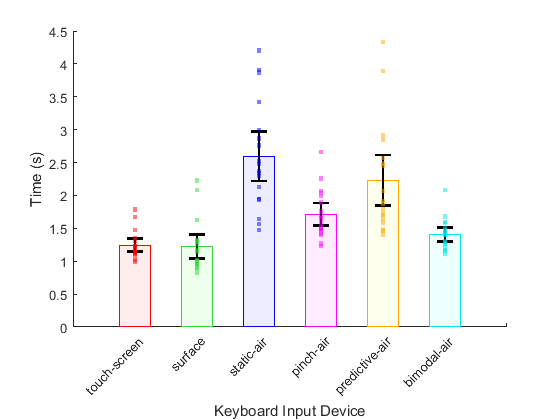 4.5
4
3.5
3
2.5
2
1.5
1
0.5
0
Time (s)
touch-screen
surface
static-air
pinch-air
predictive-air
bimodal-air
Keyboard Input Device